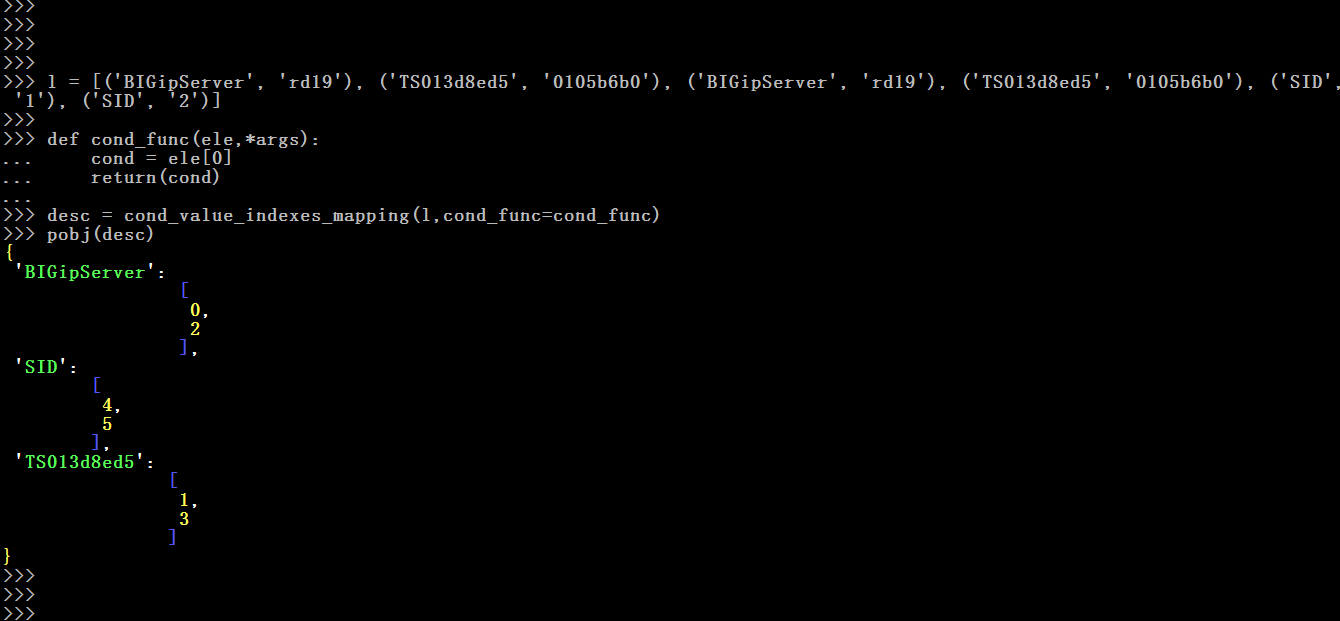 >>>
>>>
>>>
>>>
>>> l = [('BIGipServer', 'rd19'), ('TS013d8ed5', '0105b6b0'), ('BIGipServer', 'rd19'), ('TS013d8ed5', '0105b6b0'), ('SID',
 '1'), ('SID', '2')]
>>>
>>> def cond_func(ele,*args):
...     cond = ele[0]
...     return(cond)
...
>>> desc = cond_value_indexes_mapping(l,cond_func=cond_func)
>>> pobj(desc)
{
 'BIGipServer':
                [
                 0,
                 2
                ],
 'SID':
        [
         4,
         5
        ],
 'TS013d8ed5':
               [
                1,
                3
               ]
}
>>>
>>>
>>>